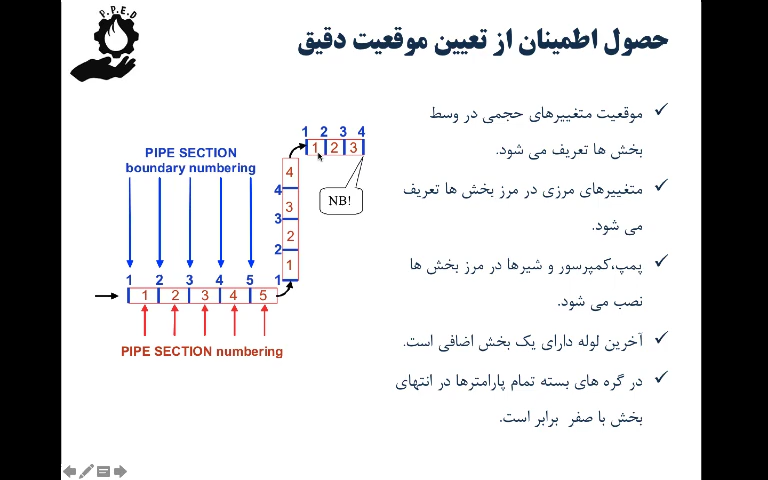 P.P.E.D
حصول اطمینان از تعیین موقعیت دقیق
موقعیت متغییرهای حجمی در وسط
بخش ها تعریف می شود.
متغییرهای مرزی در مرز بخش ها تعریف
می شود.
پمپ،کمپرسور و شیرها در مرز بخش ها
نصب می شود.
آخرین لوله دارای یک بخش اضافی است.
در گره های بسته تمام پارامترها در انتهای
بخش با صفر برابر است.
1 2 3 4
1 2 3
NB!
PIPE SECTION
boundary numbering
4
4
3
3
2
2
1
1
1 2 3 4 5
1 2 3 4 5
PIPE SECTION numbering